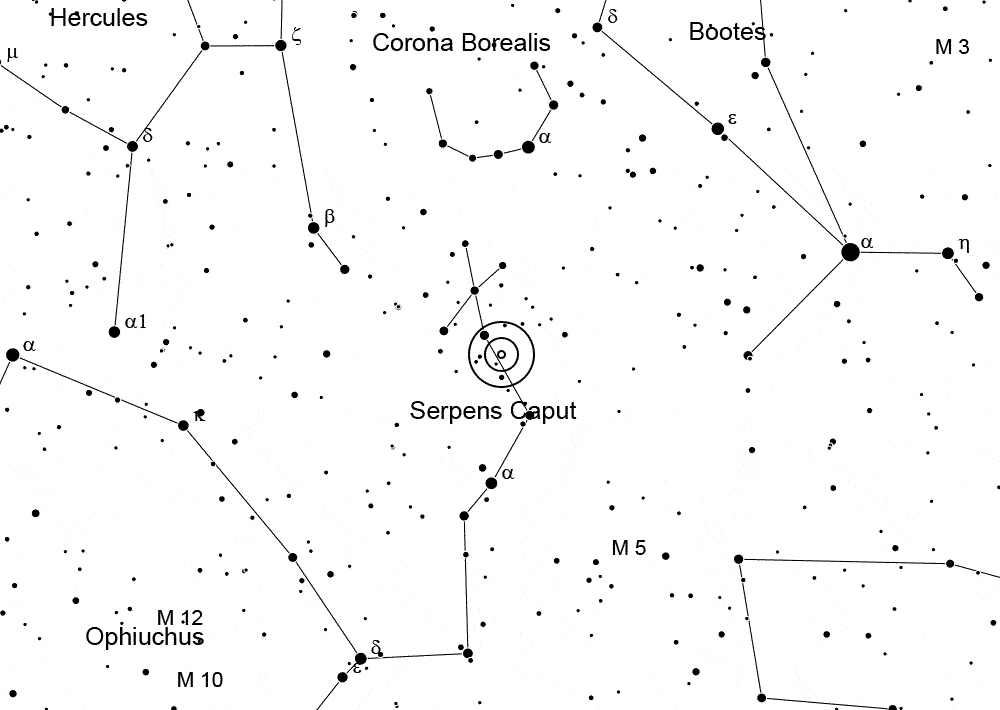 Hercules
ζ
Corona Borealis
δ
Bootes
M 3
μ
δ
α
ε
β
α
η
α1
α
κ
Serpens Caput
α
M 5
M 12
Ophiuchus
δ
ε
M 10